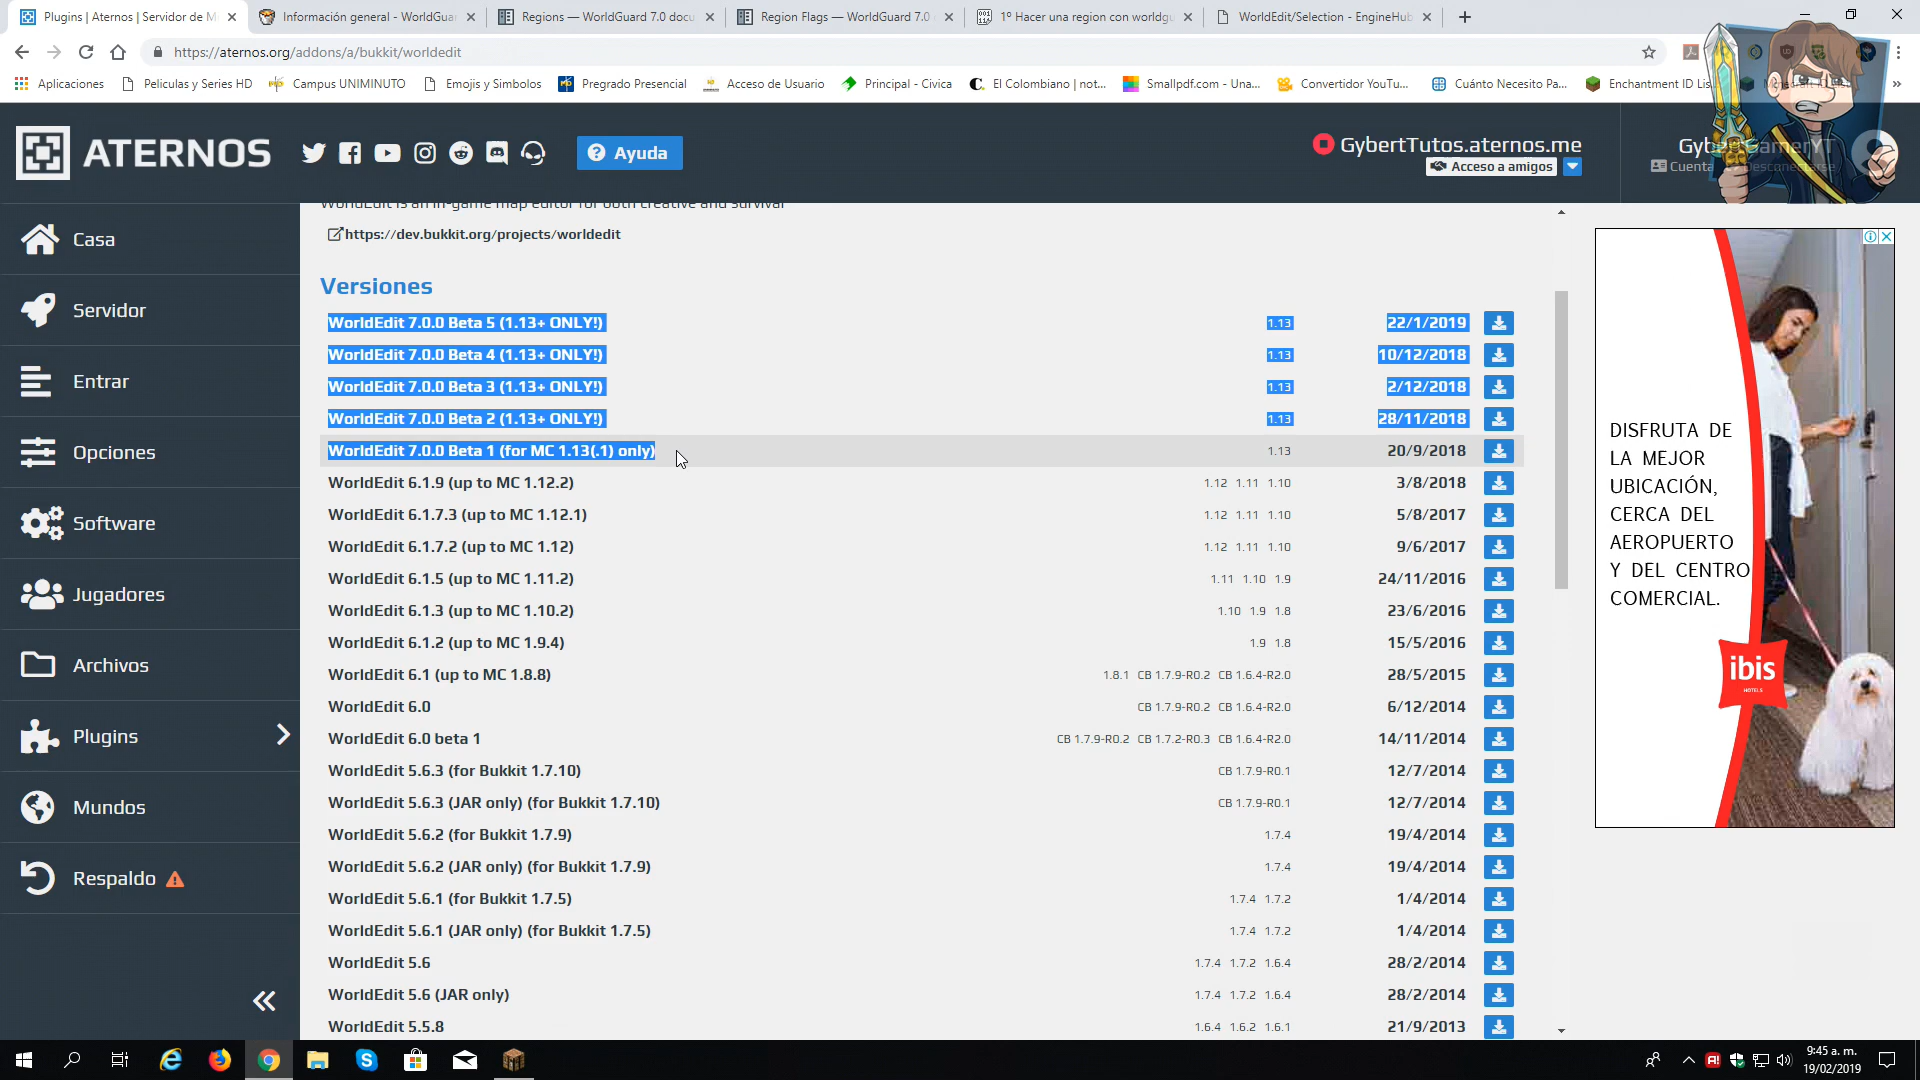 Plugins | Aternos | Servidor de M
Información general - WorldGua
Regions — WorldGuard 7.0 docu
Region Flags — WorldGuard 7.0
1º Hacer una region con worldgu
WorldEdit/Selection - EngineHub
https://aternos.org/addons/a/bukkit/worldedit
Aplicaciones
Peliculas y Series HD
Campus UNIMINUTO
Emojis y Simbolos
Pregrado Presencial
Acceso de Usuario
Principal - Civica
El Colombiano | not...
Smallpdf.com - Una...
Convertidor YouTu...
Cuánto Necesito Pa...
Enchantment ID Lis
ATERNOS
Ayuda
GybertTutos.aternos.me
Acceso a amigos
Cuenta
Casa
Servidor
Entrar
Opciones
Software
Jugadores
Archivos
Plugins
Mundos
Respaldo
WorldEdit is an in-game map editor for both creative and survival
https://dev.bukkit.org/projects/worldedit
Versiones
WorldEdit 7.0.0 Beta 5 (1.13+ ONLY!) 1.13 22/1/2019
WorldEdit 7.0.0 Beta 4 (1.13+ ONLY!) 1.13 10/12/2018
WorldEdit 7.0.0 Beta 3 (1.13+ ONLY!) 1.13 2/12/2018
WorldEdit 7.0.0 Beta 2 (1.13+ ONLY!) 1.13 28/11/2018
WorldEdit 7.0.0 Beta 1 (for MC 1.13(.1) only) 1.13 20/9/2018
WorldEdit 6.1.9 (up to MC 1.12.2) 1.12 1.11 1.10 3/8/2018
WorldEdit 6.1.7.3 (up to MC 1.12.1) 1.12 1.11 1.10 5/8/2017
WorldEdit 6.1.7.2 (up to MC 1.12) 1.12 1.11 1.10 9/6/2017
WorldEdit 6.1.5 (up to MC 1.11.2) 1.11 1.10 1.9 24/11/2016
WorldEdit 6.1.3 (up to MC 1.10.2) 1.10 1.9 1.8 23/6/2016
WorldEdit 6.1.2 (up to MC 1.9.4) 1.9 1.8 15/5/2016
WorldEdit 6.1 (up to MC 1.8.8) 1.8.1 CB 1.7.9-R0.2 CB 1.6.4-R2.0 28/5/2015
WorldEdit 6.0 CB 1.7.9-R0.2 CB 1.6.4-R2.0 6/12/2014
WorldEdit 6.0 beta 1 CB 1.7.9-R0.2 CB 1.7.2-R0.3 CB 1.6.4-R2.0 14/11/2014
WorldEdit 5.6.3 (for Bukkit 1.7.10) CB 1.7.9-R0.1 12/7/2014
WorldEdit 5.6.3 (JAR only) (for Bukkit 1.7.10) CB 1.7.9-R0.1 12/7/2014
WorldEdit 5.6.2 (for Bukkit 1.7.9) 1.7.4 19/4/2014
WorldEdit 5.6.2 (JAR only) (for Bukkit 1.7.9) 1.7.4 19/4/2014
WorldEdit 5.6.1 (for Bukkit 1.7.5) 1.7.4 1.7.2 1/4/2014
WorldEdit 5.6.1 (JAR only) (for Bukkit 1.7.5) 1.7.4 1.7.2 1/4/2014
WorldEdit 5.6 1.7.4 1.7.2 1.6.4 28/2/2014
WorldEdit 5.6 (JAR only) 1.7.4 1.7.2 1.6.4 28/2/2014
WorldEdit 5.5.8 1.6.4 1.6.2 1.6.1 21/9/2013
DISFRUTA DE
LA MEJOR
UBICACIÓN,
CERCA DEL
AEROPUERTO
Y DEL CENTRO
COMERCIAL.
ibis
HOTELS
9:45 a. m.
19/02/2019